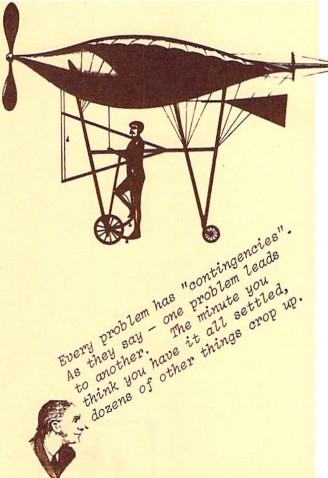 Every problem has "contingencies".
As they say — one problem leads
to another. The minute you
think you have it all settled,
dozens of other things crop up.